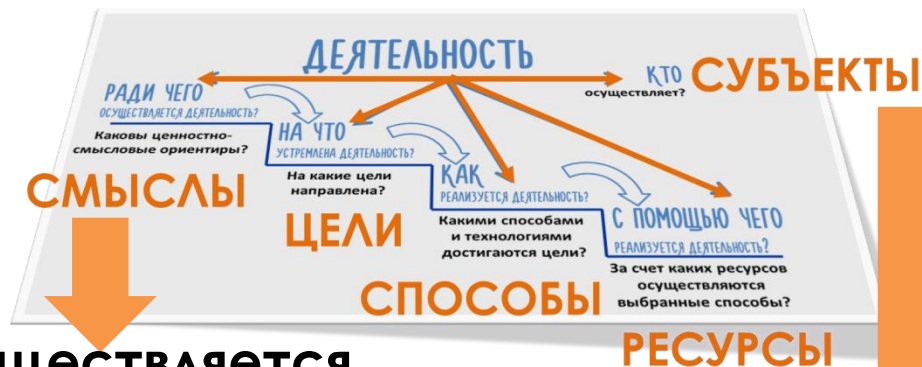 ДЕЯТЕЛЬНОСТЬ
КТО
осуществляет?
СУБЪЕКТЫ
РАДИ ЧЕГО
ОСУЩЕСТВЛЯЕТСЯ ДЕЯТЕЛЬНОСТЬ?
Каковы ценностно-
смысловые ориентиры?
СМЫСЛЫ
НА ЧТО
УСТРЕМЛЕНА ДЕЯТЕЛЬНОСТЬ?
На какие цели
направлена?
ЦЕЛИ
КАК
РЕАЛИЗУЕТСЯ ДЕЯТЕЛЬНОСТЬ?
Какими способами
и технологиями
достигаются цели?
СПОСОБЫ
С ПОМОЩЬЮ ЧЕГО
РЕАЛИЗУЕТСЯ ДЕЯТЕЛЬНОСТЬ?
За счет каких ресурсов
осуществляются
выбранные способы?
РЕСУРСЫ